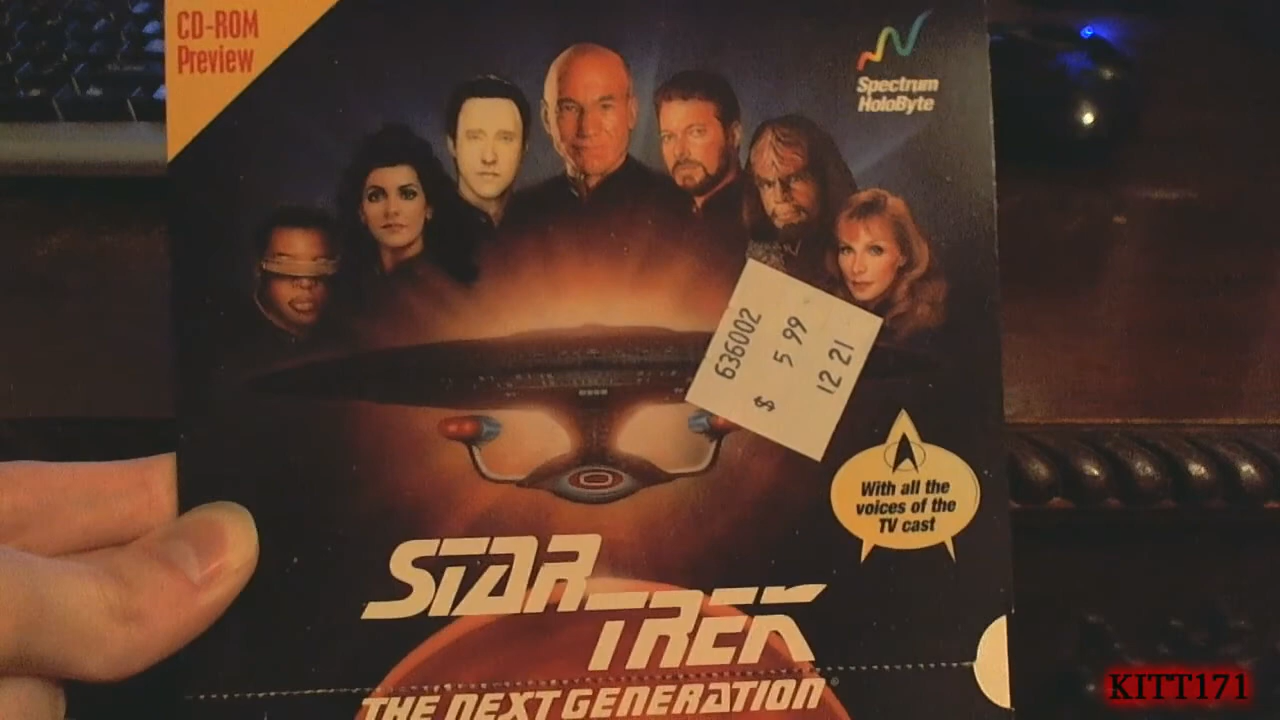 CD-ROM
Preview
Spectrum
HoloByte
636002
$ 5 99
12 21
With all the
voices of the
TV cast
STAR
TREK
THE NEXT GENERATION®
KITT171